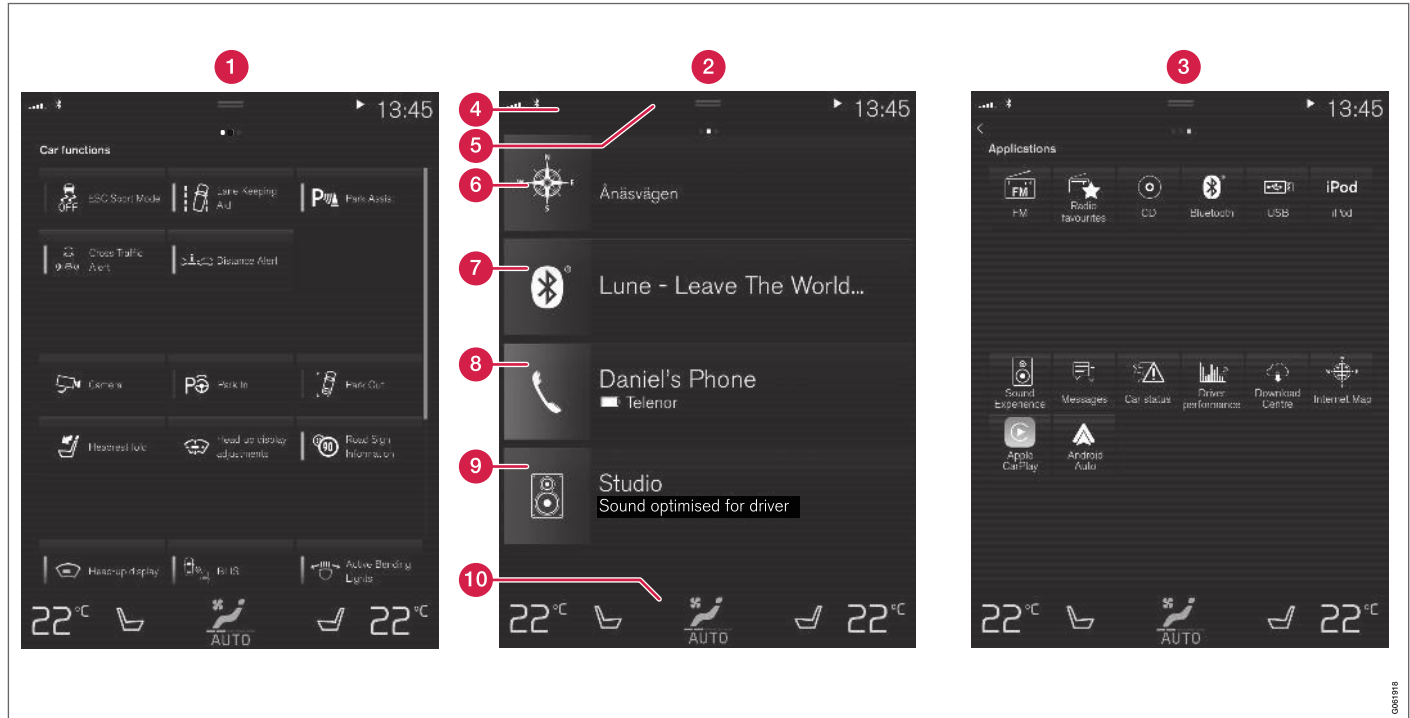 1
2
3
13:45
Car functions
ESC Sport Mode
OFF
Lane Keeping
Aid
Park Assist
Cross Traffic
Alert
Distance Alert
Camera
Park In
Park Out
Headrest fold
Head-up display
adjustments
90
Road Sign
Information
Head-up display
BLIS
Active Bending
Lights
22°C
AUTO
22°C
4
13:45
5
6
N
W
E
S
Ånäsvägen
7
Lune - Leave The World...
8
Daniel's Phone
Telenor
9
Studio
Sound optimised for driver
10
22°C
AUTO
22°C
13:45
Applications
FM
FM
Radio
favourites
CD
Bluetooth
USB
iPod
iPod
Sound
Experience
Messages
Car status
Driver
performance
Download
Centre
Internet Map
Apple
CarPlay
Android
Auto
22°C
AUTO
22°C
G061918